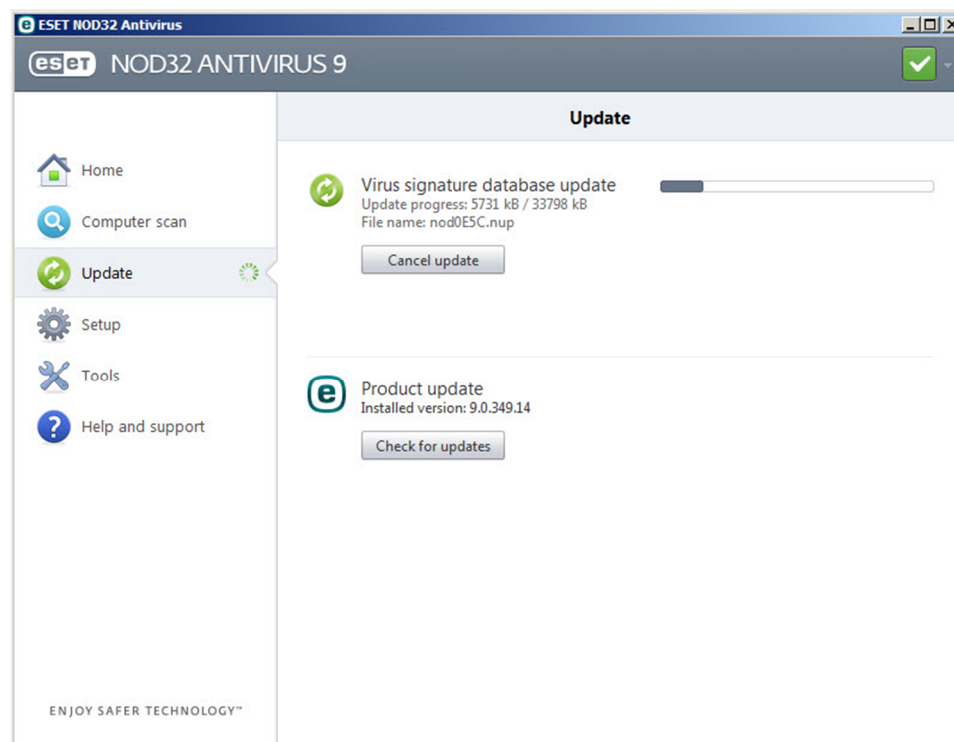 ESET NOD32 Antivirus
eseT NOD32 ANTIVIRUS 9
Update
Home
Computer scan
Update
Setup
Tools
Help and support
Virus signature database update
Update progress: 5731 kB / 33798 kB
File name: nod0E5C.nup
Cancel update
Product update
Installed version: 9.0.349.14
Check for updates
ENJOY SAFER TECHNOLOGY™